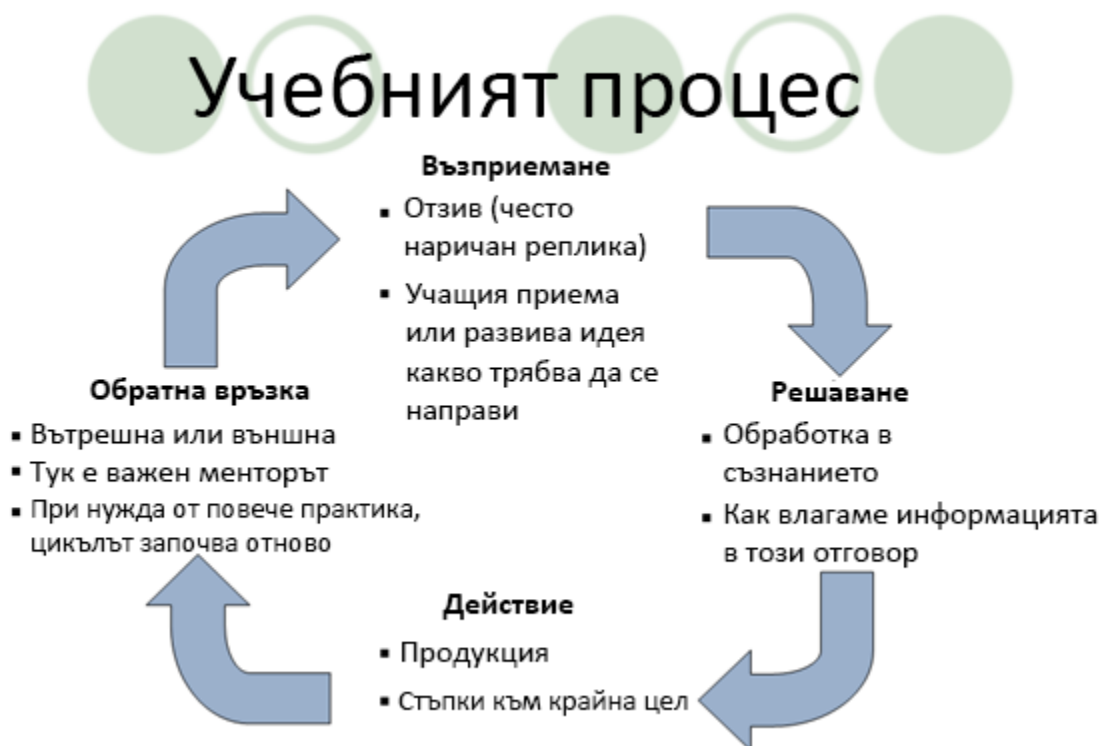 Учебният процес
Възприемане
▪ Отзив (често
наричан реплика)
▪ Учащия приема
или развива идея
какво трябва да се
направи
Решаване
▪ Обработка в
съзнанието
▪ Как влагаме информацията
в този отговор
Действие
▪ Продукция
▪ Стъпки към крайна цел
Обратна връзка
▪ Вътрешна или външна
▪ Тук е важен менторът
▪ При нужда от повече практика,
цикълът започва отново